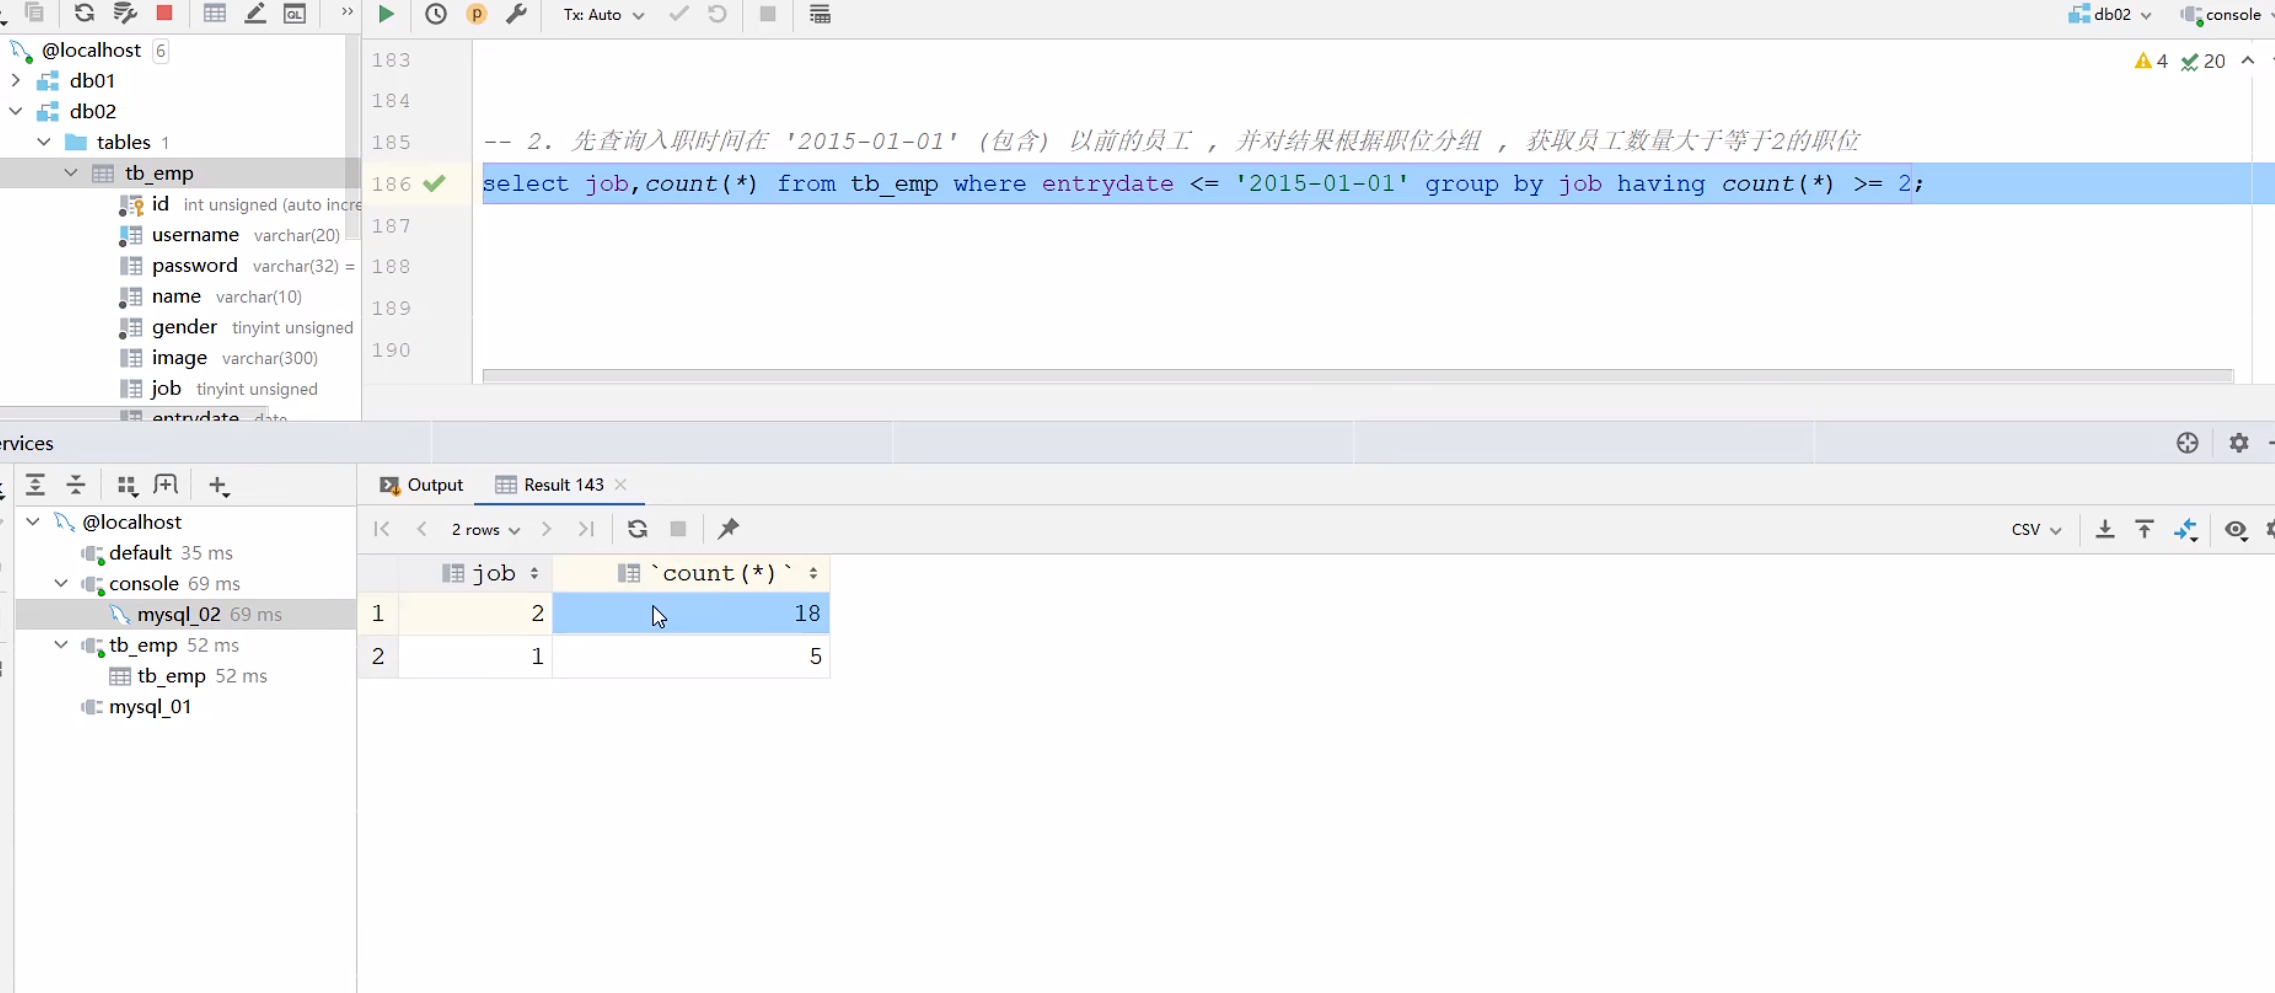 Tx: Auto
db02
console
@localhost 6
db01
db02
tables 1
tb_emp
id int unsigned (auto incre
username varchar(20)
password varchar(32) =
name varchar(10)
gender tinyint unsigned
image varchar(300)
job tinyint unsigned
entrydate date
183
4 20
184
185 -- 2. 先查询入职时间在 '2015-01-01' (包含) 以前的员工 , 并对结果根据职位分组 , 获取员工数量大于等于2的职位
186 select job,count(*) from tb_emp where entrydate <= '2015-01-01' group by job having count(*) >= 2;
187
188
189
190
ervices
@localhost
default 35 ms
console 69 ms
mysql_02 69 ms
tb_emp 52 ms
tb_emp 52 ms
mysql_01
Output Result 143
2 rows
CSV
job `count(*)`
1 2 18
2 1 5